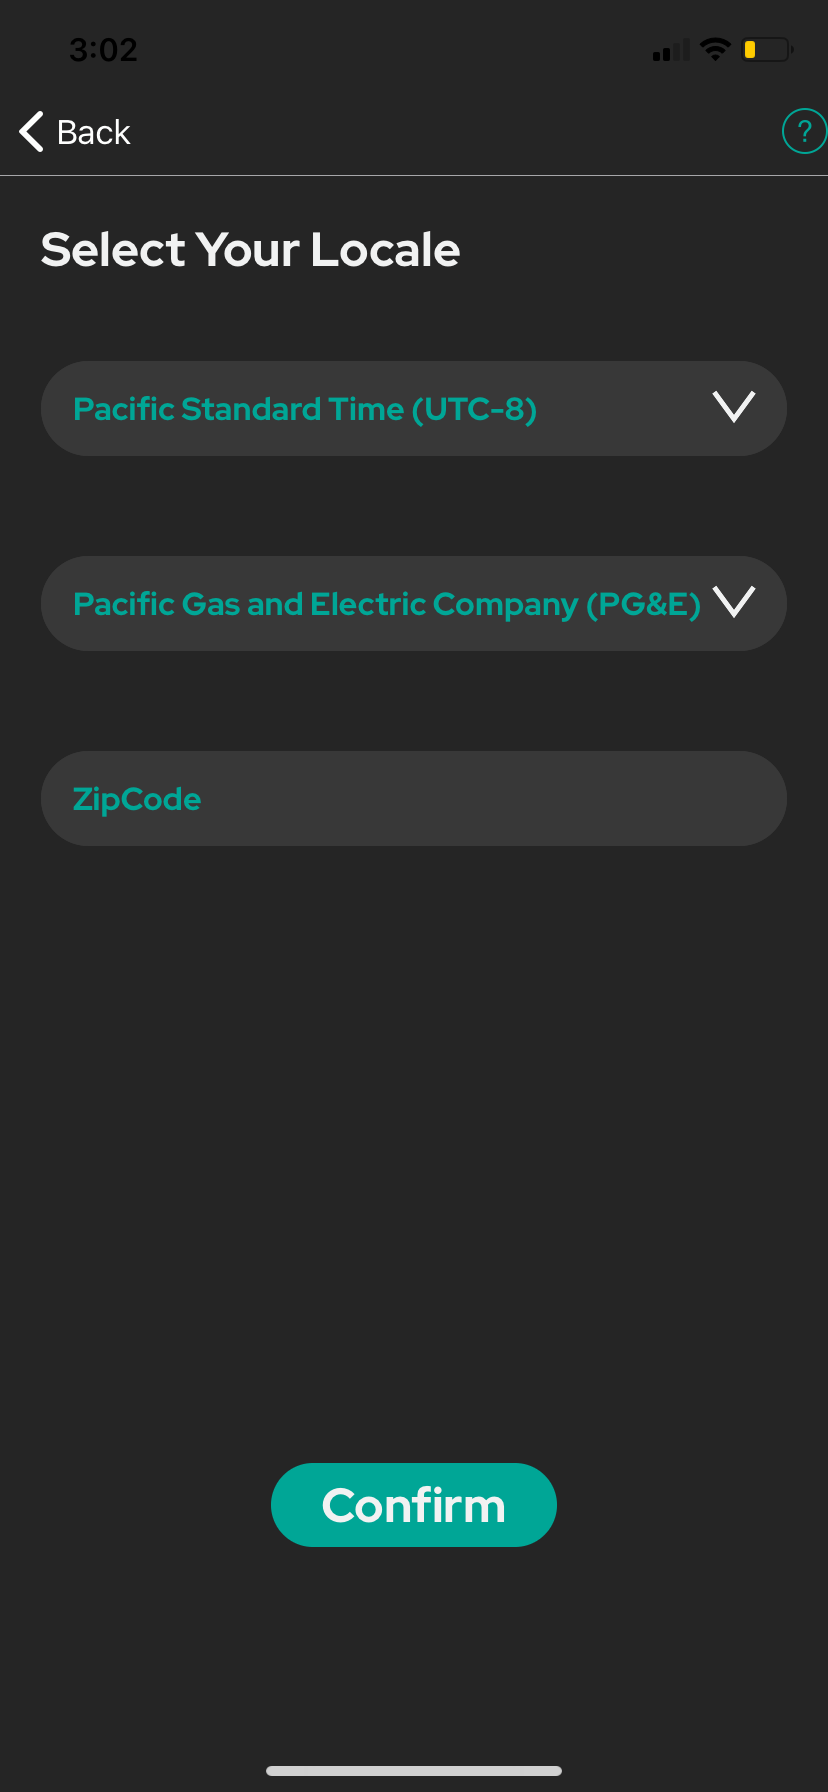 3:02
Back
?
Select Your Locale
Pacific Standard Time (UTC-8)
Pacific Gas and Electric Company (PG&E)
ZipCode
Confirm